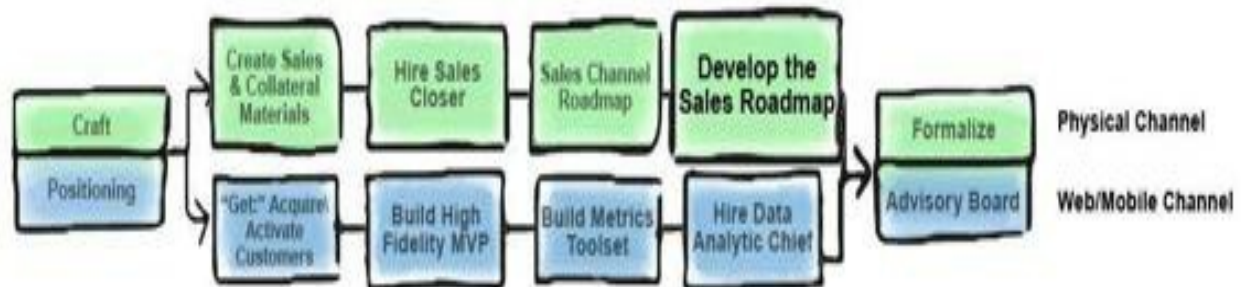 Craft
Positioning
Create Sales
& Collateral
Materials
Hire Sales
Closer
Sales Channel
Roadmap
Develop the
Sales Roadmap
"Get:" Acquire\
Activate
Customers
Build High
Fidelity MVP
Build Metrics
Toolset
Hire Data
Analytic Chief
Formalize
Advisory Board
Physical Channel
Web/Mobile Channel